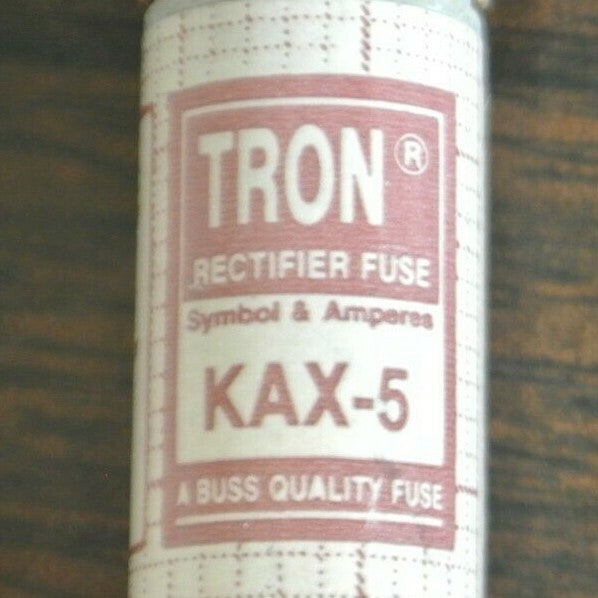 TRON®
RECTIFIER FUSE
Symbol & Amperes
KAX-5
A BUSS QUALITY FUSE